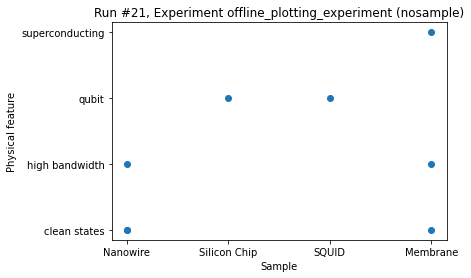 Run #21, Experiment offline_plotting_experiment (nosample)
superconducting
qubit
high bandwidth
clean states
Physical feature
Nanowire Silicon Chip SQUID Membrane
Sample